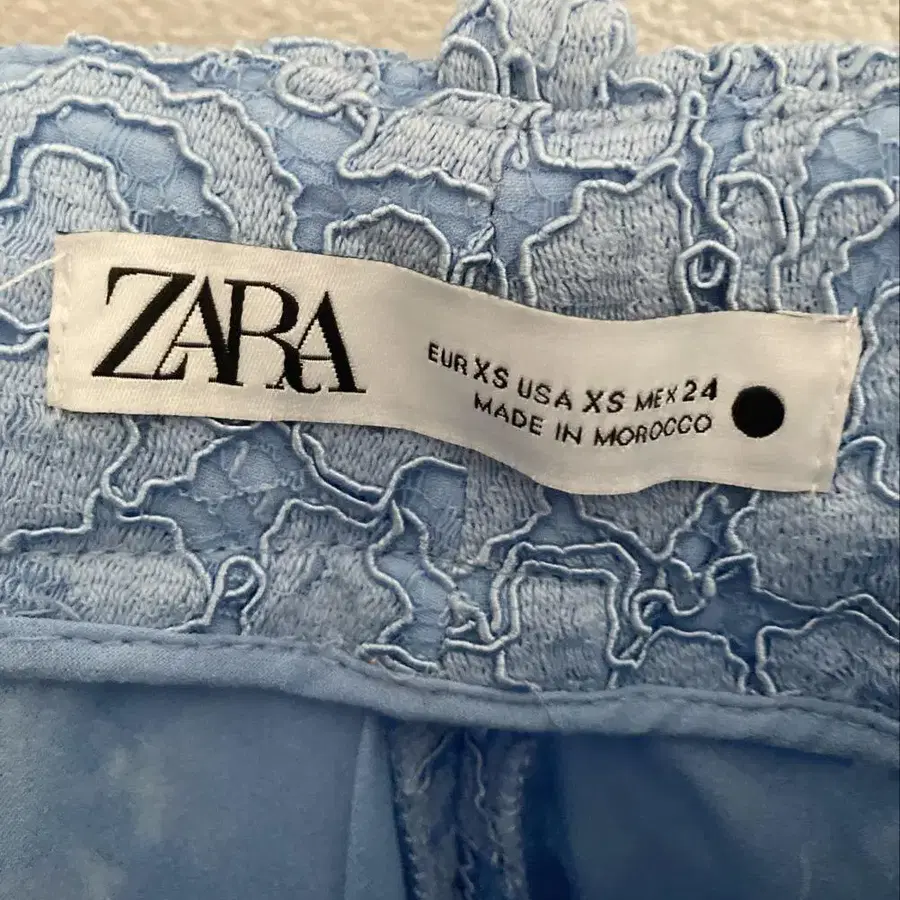 ZARA
EUR XS USA XS MEX 24
MADE IN MOROCCO